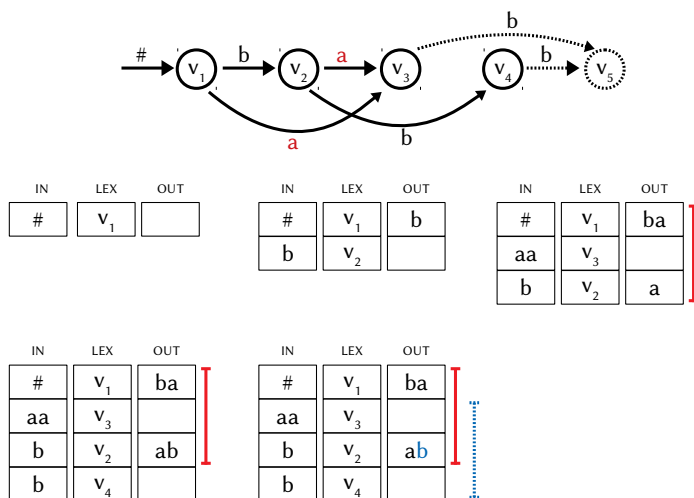 b
# b a b
v1 v2 v3 v4 v5
a b
IN LEX OUT
# v1
IN LEX OUT
# v1 b
b v2
IN LEX OUT
# v1 ba
aa v3
b v2 a
IN LEX OUT
# v1 ba
aa v3
b v2 ab
b v4
IN LEX OUT
# v1 ba
aa v3
b v2 ab
b v4